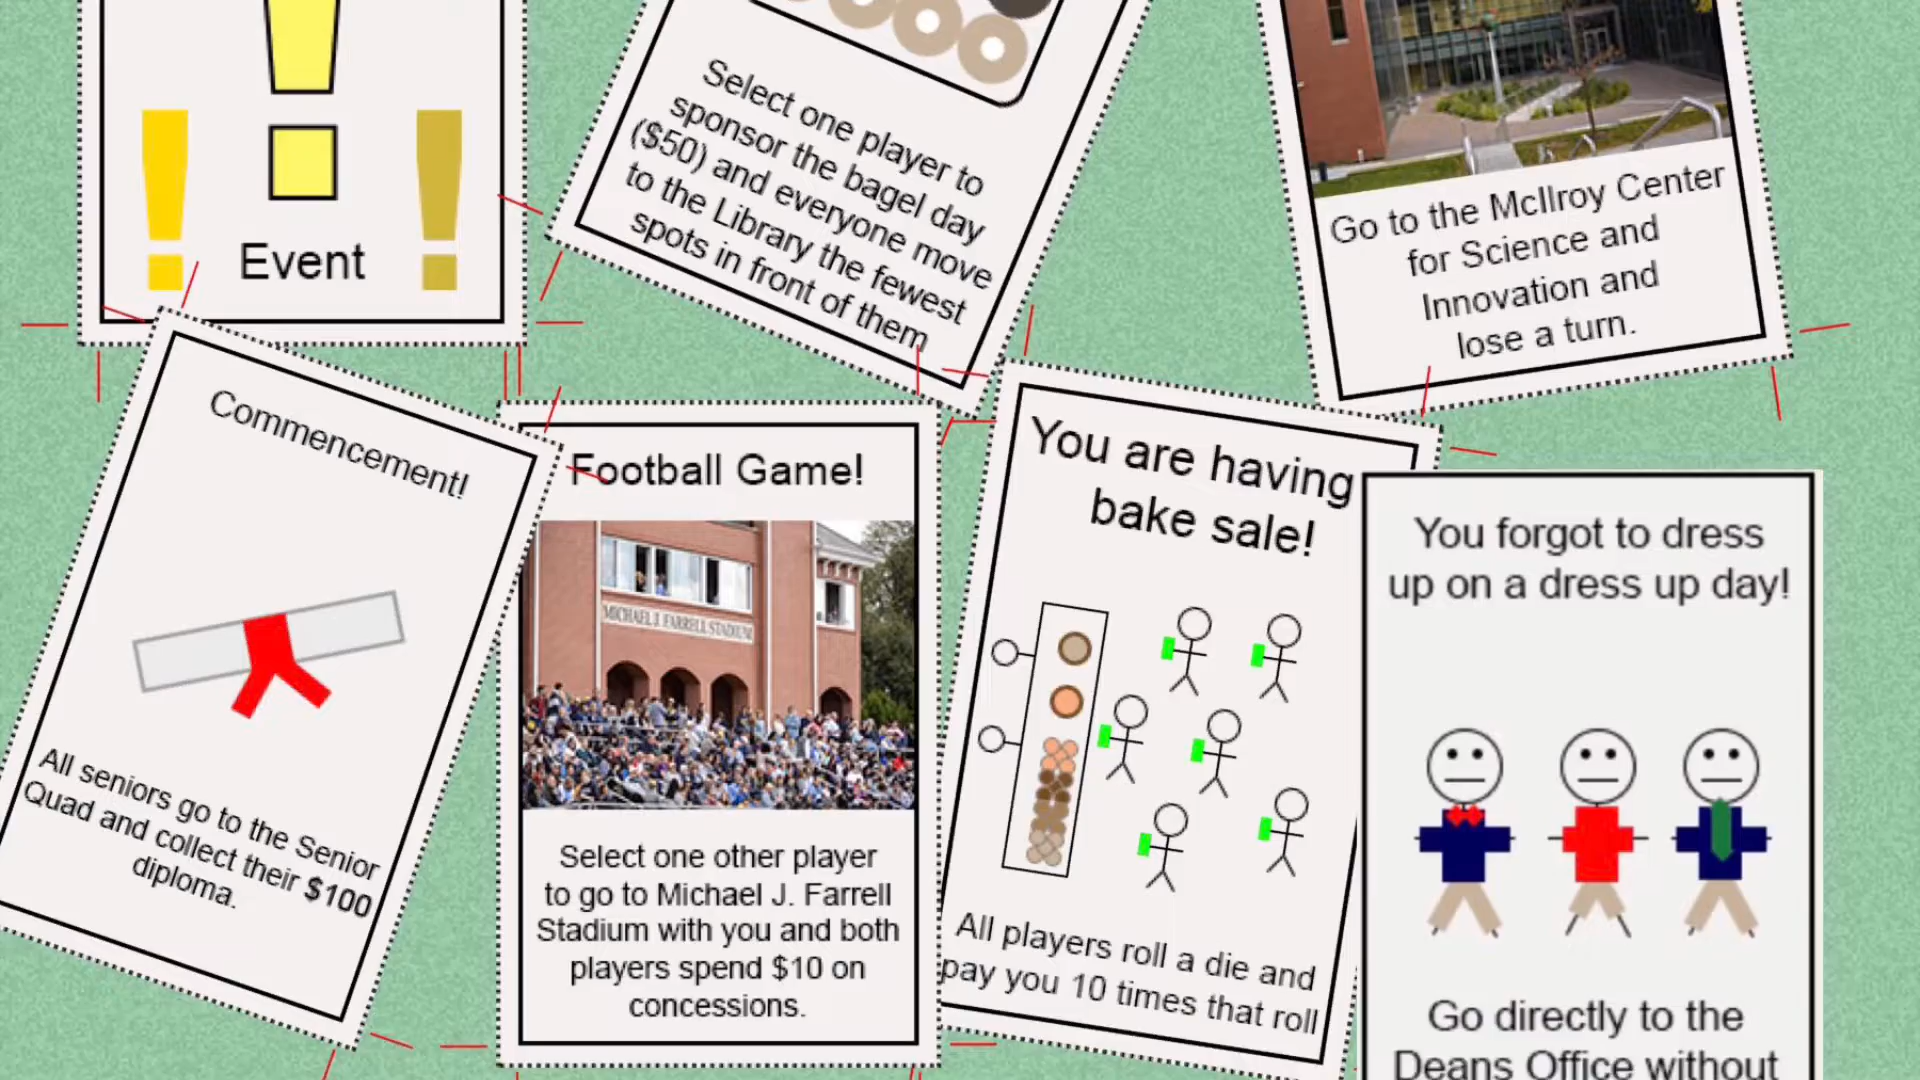 Event
Select one player to
sponsor the bagel day
($50) and everyone move
to the Library the fewest
spots in front of them
Go to the McIlroy Center
for Science and
Innovation and
lose a turn.
Commencement!
All seniors go to the Senior
Quad and collect their $100
diploma.
Football Game!
MICHAEL J. FARRELL STADIUM
Select one other player
to go to Michael J. Farrell
Stadium with you and both
players spend $10 on
concessions.
You are having
bake sale!
All players roll a die and
pay you 10 times that roll
You forgot to dress
up on a dress up day!
Go directly to the
Deans Office without